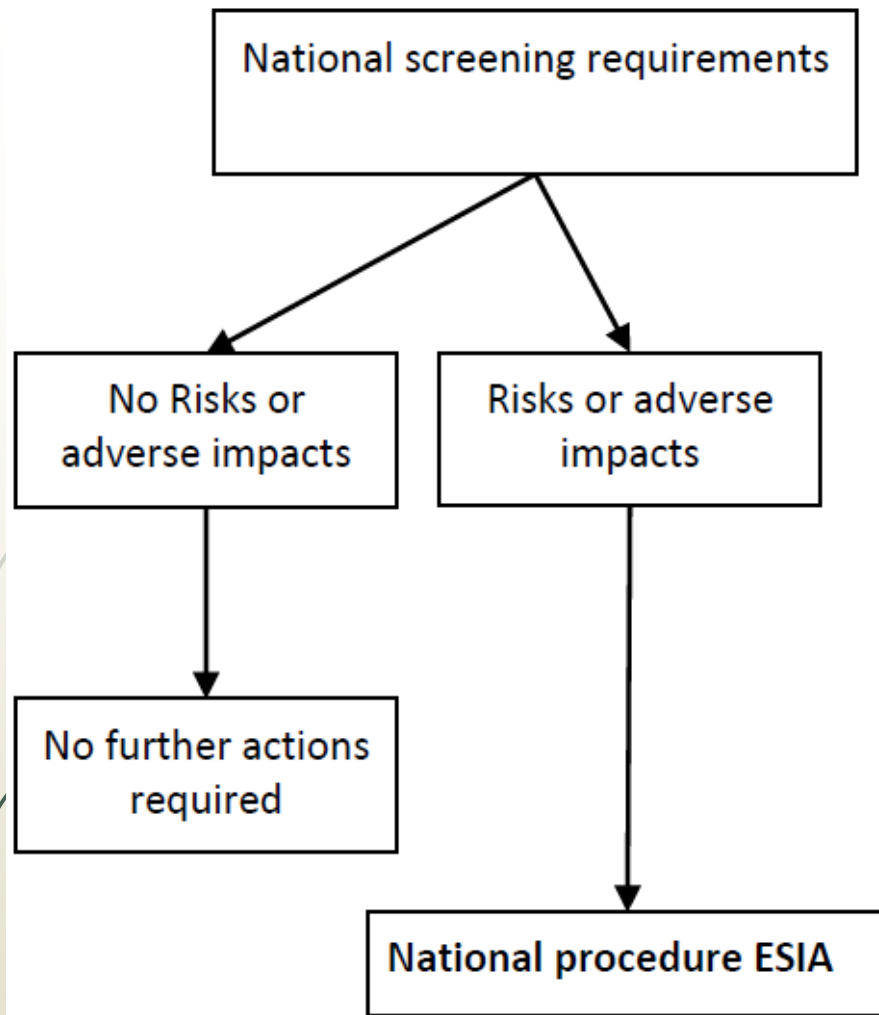 National screening requirements
No Risks or
adverse impacts
Risks or adverse
impacts
No further actions
required
National procedure ESIA